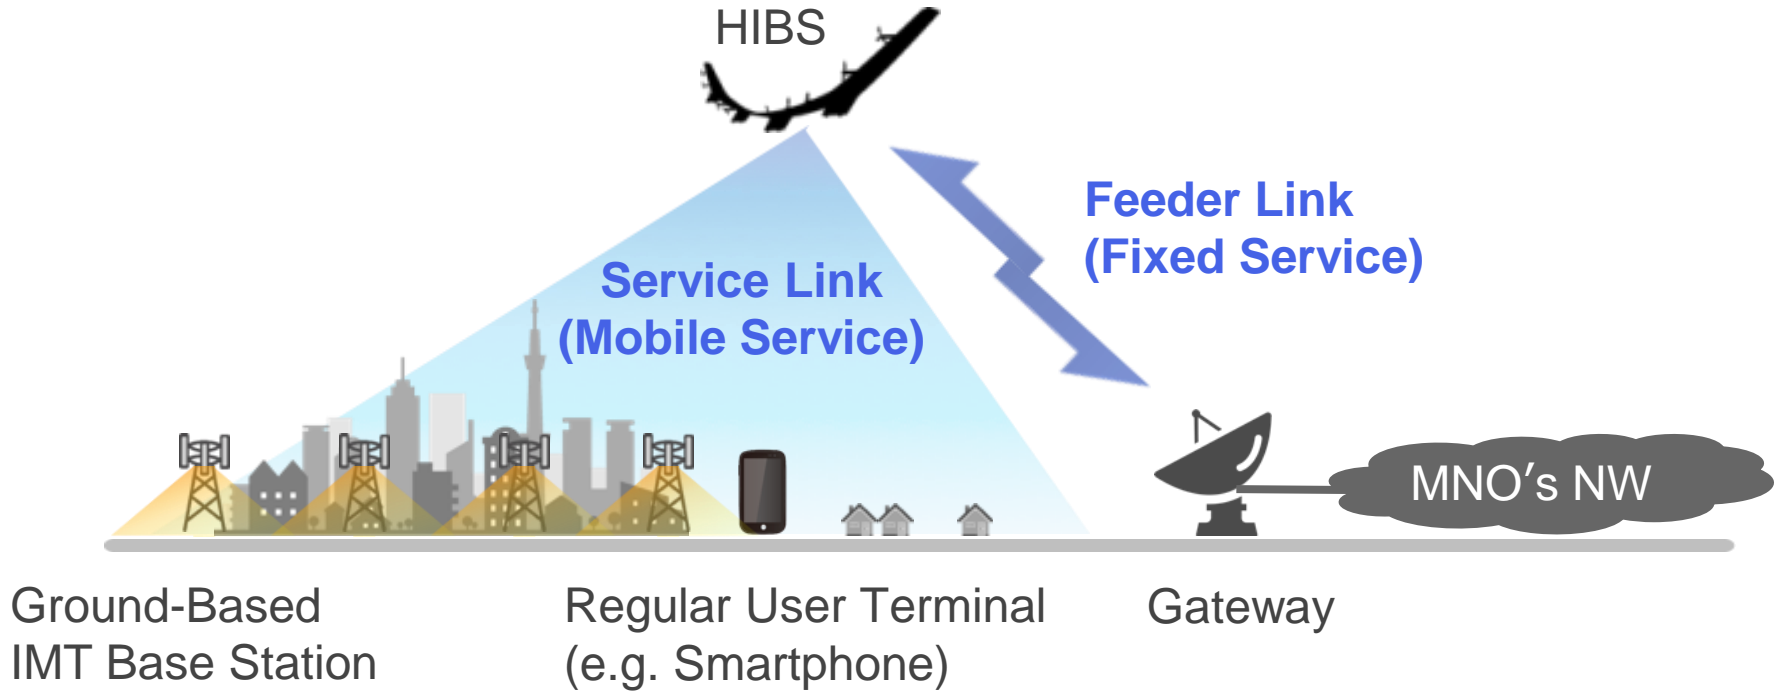 HIBS
Feeder Link
(Fixed Service)
Service Link
(Mobile Service)
MNO’s NW
Ground-Based
IMT Base Station
Regular User Terminal
(e.g. Smartphone)
Gateway